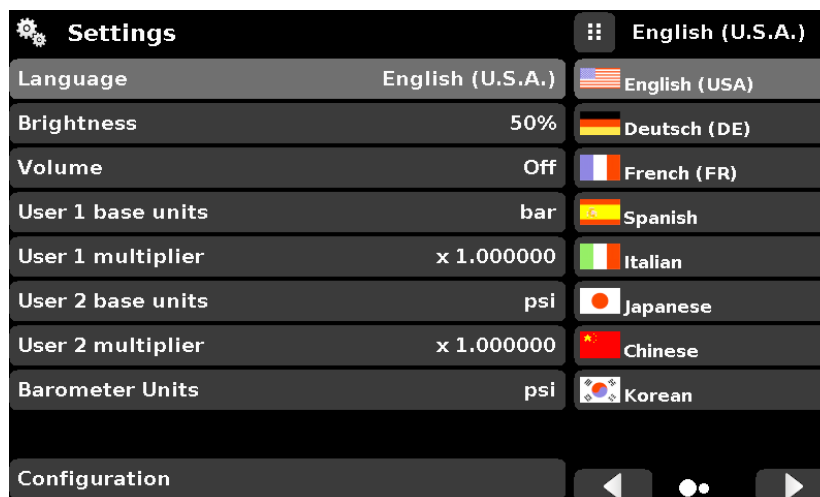 Settings
English (U.S.A.)
Language English (U.S.A.)
Brightness 50%
Volume Off
User 1 base units bar
User 1 multiplier x 1.000000
User 2 base units psi
User 2 multiplier x 1.000000
Barometer Units psi
Configuration
English (USA)
Deutsch (DE)
French (FR)
Spanish
Italian
Japanese
Chinese
Korean